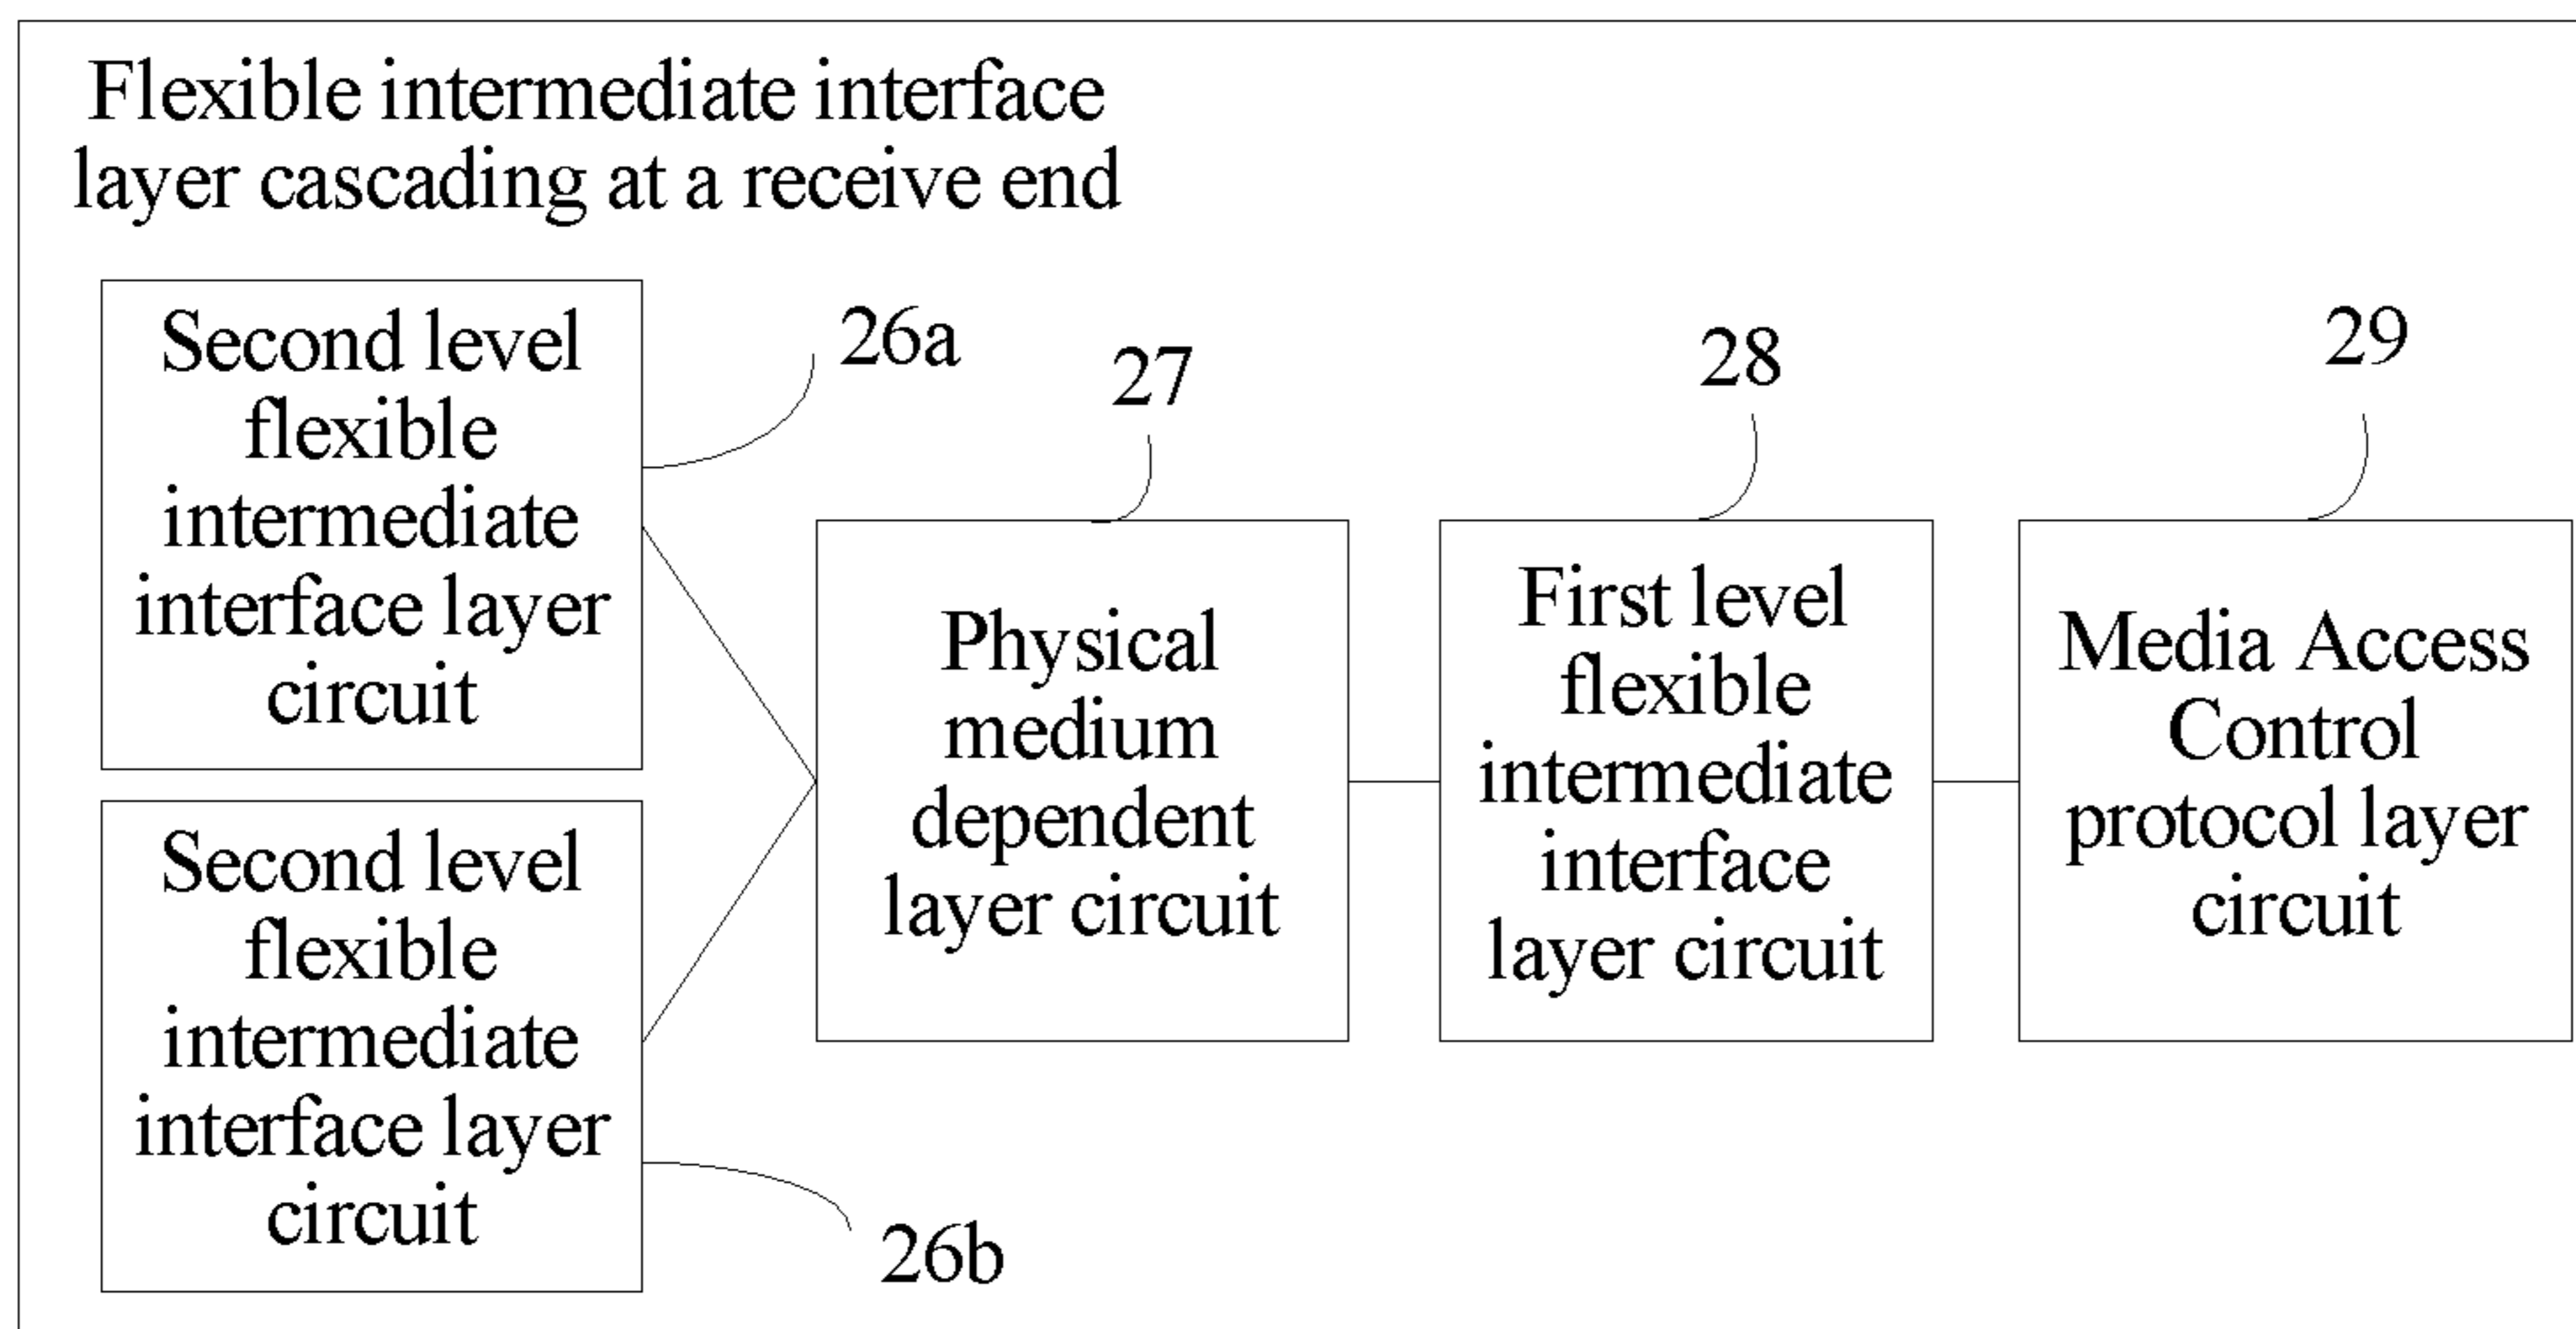 Flexible intermediate interface
layer cascading at a receive end
Second level
flexible
intermediate
interface layer
circuit
26a
27
28
29
Physical
medium
dependent
layer circuit
First level
flexible
intermediate
interface
layer circuit
Media Access
Control
protocol layer
circuit
Second level
flexible
intermediate
interface layer
circuit
26b